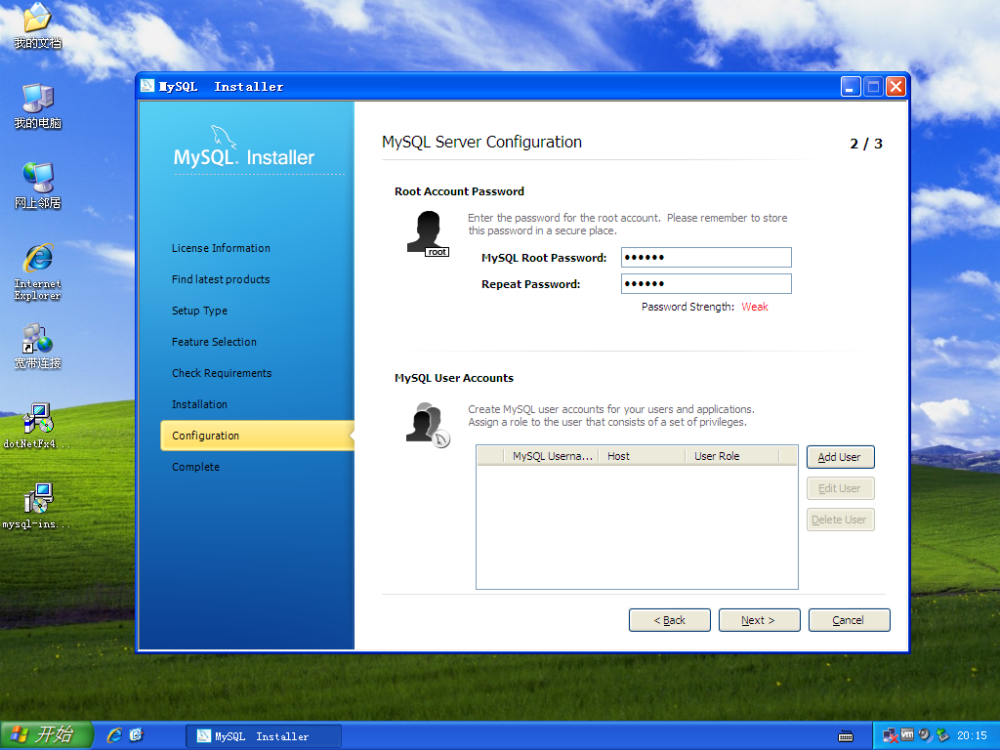 我的文档
我的电脑
网上邻居
Internet
Explorer
宽带连接
dotNetFx4...
mysql-ins...
MySQL Installer
MySQL. Installer
License Information
Find latest products
Setup Type
Feature Selection
Check Requirements
Installation
Configuration
Complete
MySQL Server Configuration
2 / 3
Root Account Password
root
Enter the password for the root account. Please remember to store
this password in a secure place.
MySQL Root Password: ●●●●●●
Repeat Password: ●●●●●●
Password Strength: Weak
MySQL User Accounts
Create MySQL user accounts for your users and applications.
Assign a role to the user that consists of a set of privileges.
MySQL Userna... Host User Role
Add User
Edit User
Delete User
< Back Next > Cancel
开始
MySQL Installer
vm
20:15